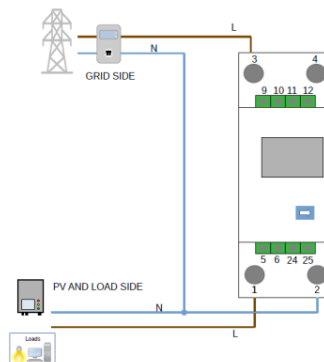 L
N
GRID SIDE
3 4
9 10 11 12
5 6 24 25
1 2
PV AND LOAD SIDE
N
L
Loads